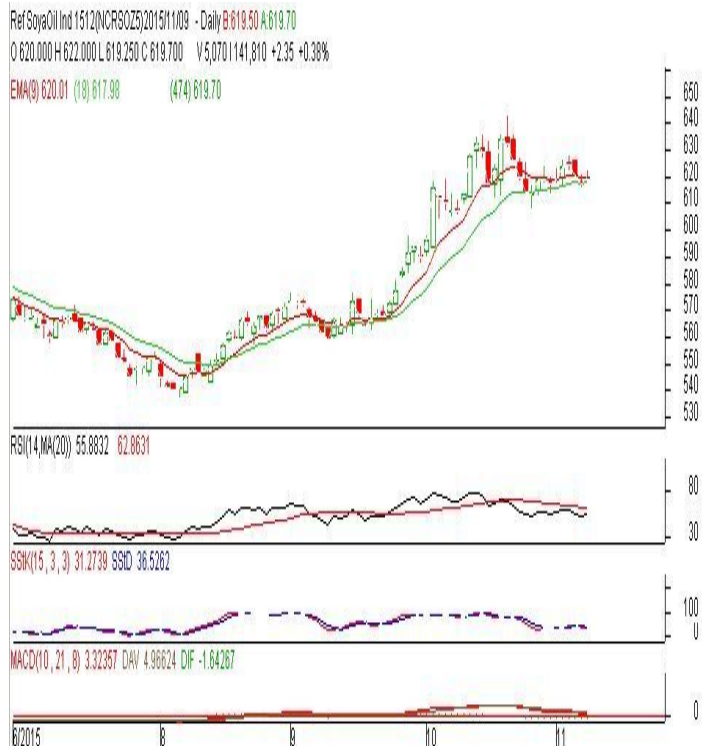 Ref SoyaOil Ind 1512(NCRSOZ5)2015/11/09 - Daily B:619.50 A:619.70
O 620.000 H 622.000 L 619.250 C 619.700 V 5,070 I 141,810 +2.35 +0.38%
EMA(9) 620.01 (18) 617.98 (474) 619.70
650
640
630
620
610
600
590
580
570
560
550
540
530
RSI(14,MA(20)) 55.8832 62.8631
80
30
SStK(15, 3, 3) 31.2739 SStD 36.5262
100
0
MACD(10, 21, 8) 3.32357 DAV 4.96624 DIF -1.64267
0
6/2015 8 9 10 11